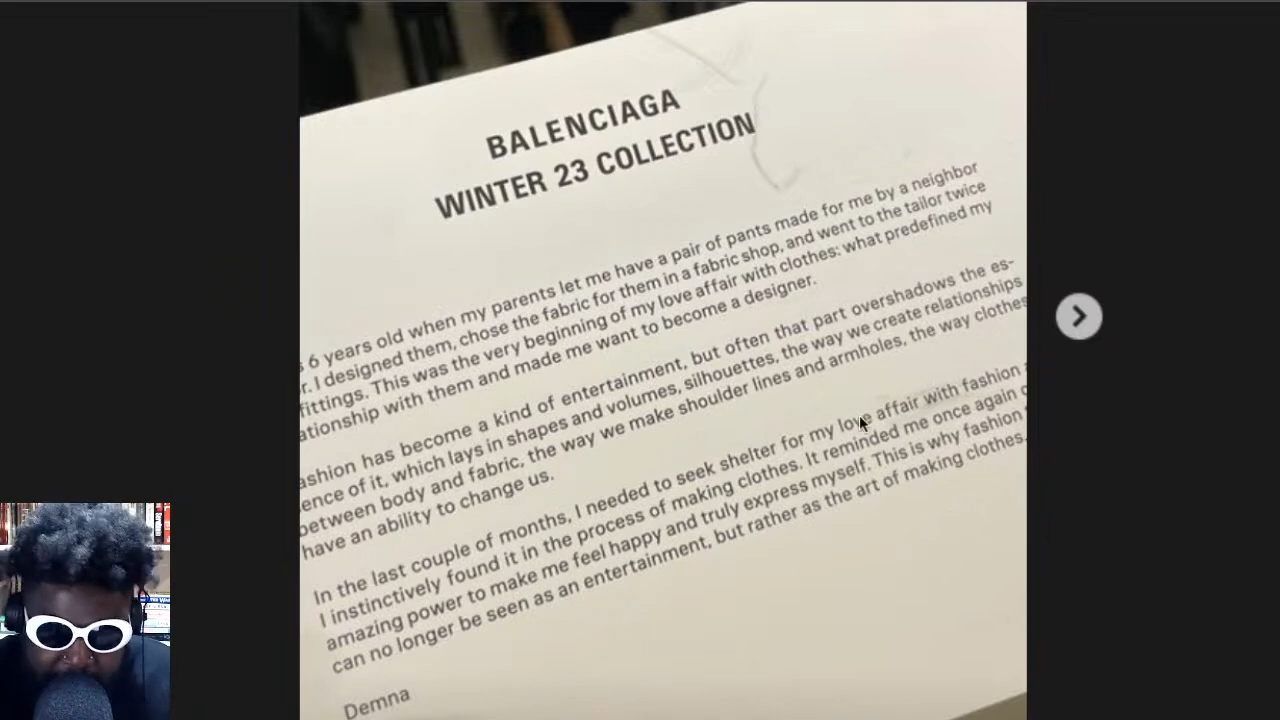 BALENCIAGA
WINTER 23 COLLECTION
6 years old when my parents let me have a pair of pants made for me by a neighbor
r. I designed them, chose the fabric for them in a fabric shop, and went to the tailor twice
fittings. This was the very beginning of my love affair with clothes: what predefined my
ationship with them and made me want to become a designer.
ashion has become a kind of entertainment, but often that part overshadows the es-
ence of it, which lays in shapes and volumes, silhouettes, the way we create relationships
between body and fabric, the way we make shoulder lines and armholes, the way clothes
have an ability to change us.
In the last couple of months, I needed to seek shelter for my love affair with fashion
I instinctively found it in the process of making clothes. It reminded me once again
amazing power to make me feel happy and truly express myself. This is why fashion
can no longer be seen as an entertainment, but rather as the art of making clothes.
Demna